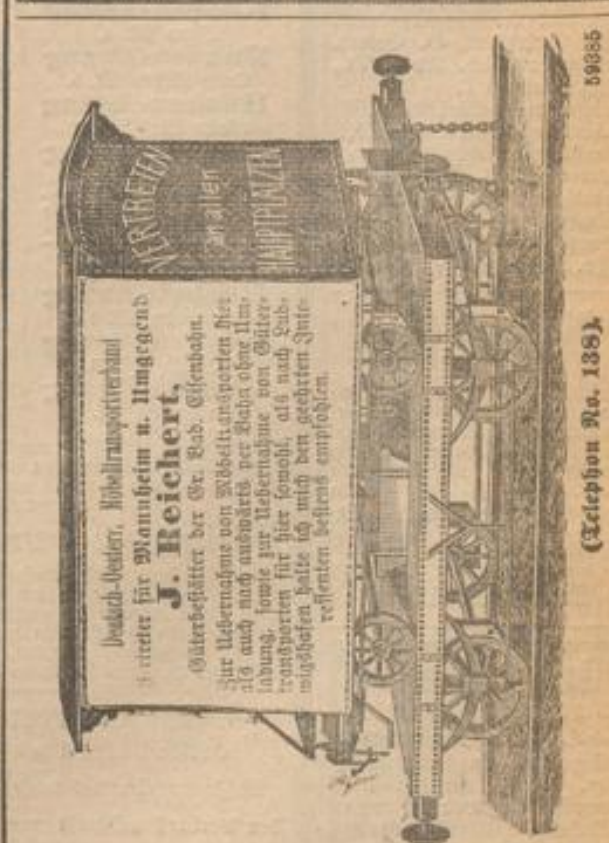 Deutsch-Oesterr. Möbeltransportverband
Vertreter für Mannheim u. Umgegend
J. Reichert,
Güterbestätter der Gr. Bad. Eisenbahn.
Zur Uebernahme von Möbeltransporten hier
als auch nach auswärts per Bahn ohne Um-
ladung, sowie zur Uebernahme von Güter-
transporten für hier sowohl, als nach Lud-
wigshafen halte ich mich den geehrten Inte-
ressenten bestens empfohlen.
VERTRETEN
an allen
HAUPTPLÄTZEN
(Telephon No. 138).
59385